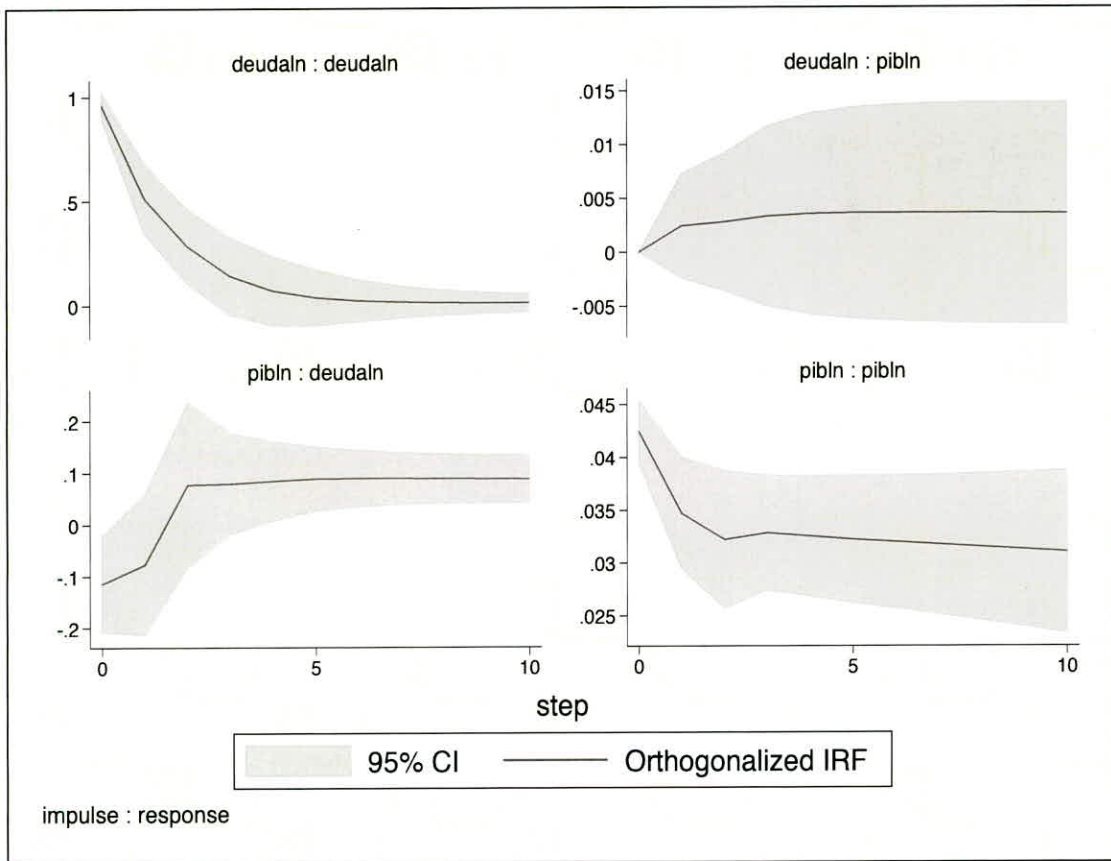 deudaln : deudaln
deudaln : pibln
1
.5
0
.015
.01
.005
0
-.005
pibln : deudaln
pibln : pibln
.2
.1
0
-.1
-.2
.045
.04
.035
.03
.025
0 5 10
0 5 10
step
95% CI Orthogonalized IRF
impulse : response